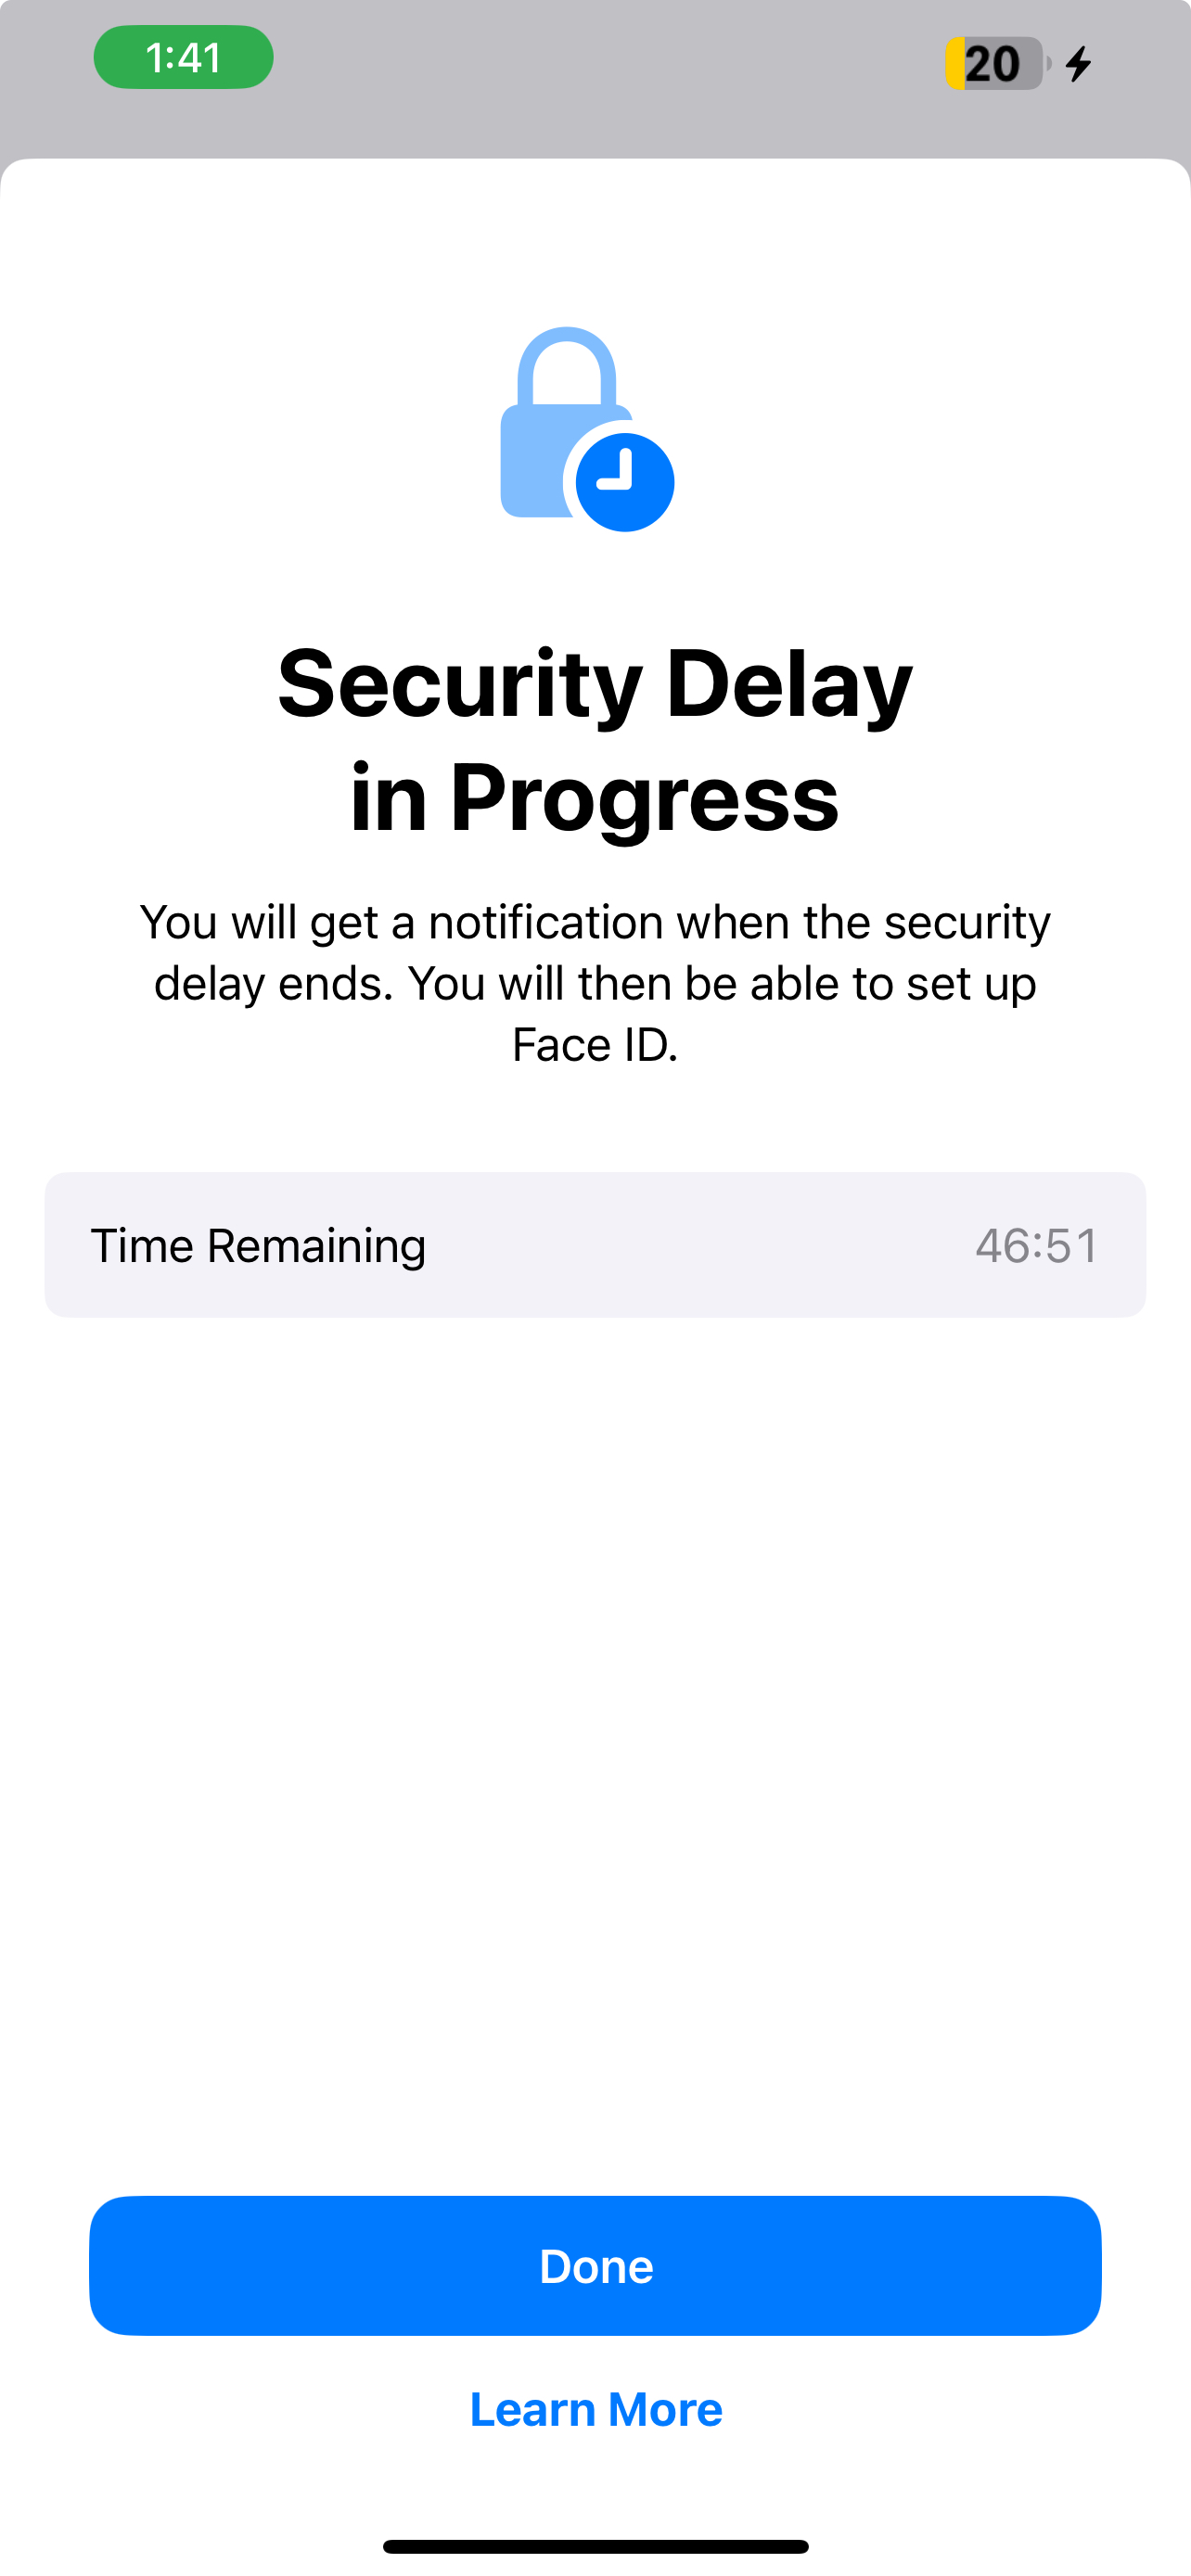 1:41
20
Security Delay
in Progress
You will get a notification when the security
delay ends. You will then be able to set up
Face ID.
Time Remaining 46:51
Done
Learn More